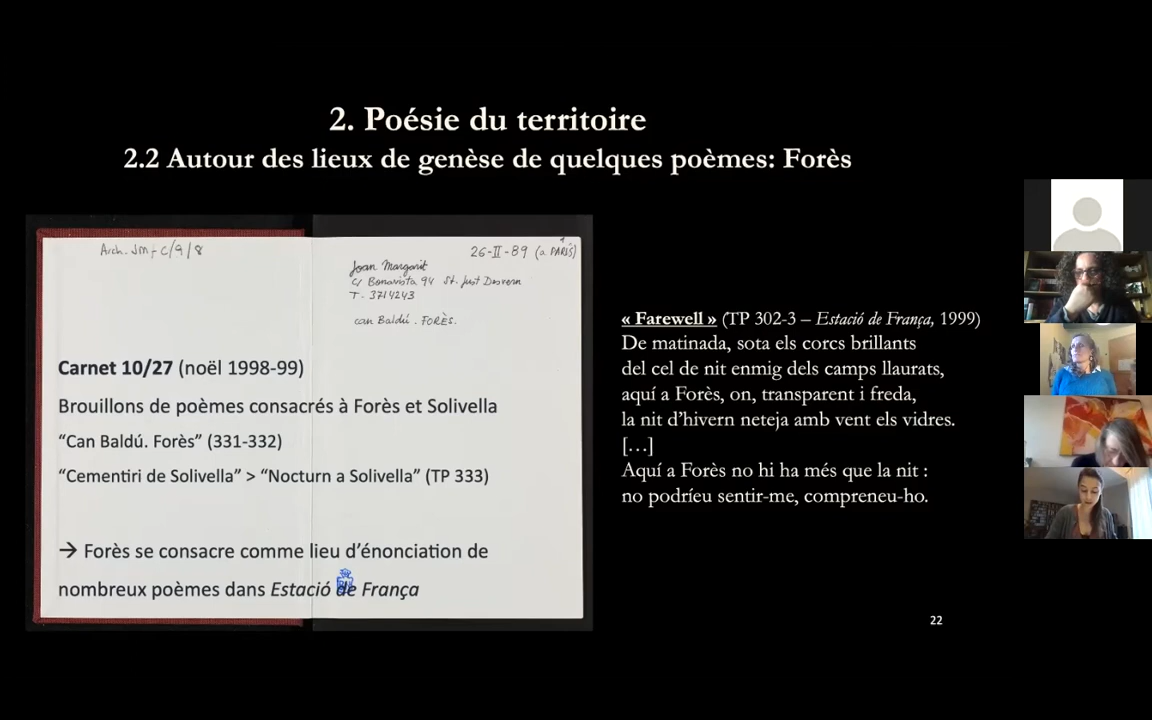 2. Poésie du territoire
2.2 Autour des lieux de genèse de quelques poèmes: Forès
Arch. Jm, - C/9/8
26-II-89 (a PARÍS)
Joan Margarit
C/ Bonavista 94 St. Just Desvern
T. 3714243
can Baldú. FORÈS.
Carnet 10/27 (noël 1998-99)
Brouillons de poèmes consacrés à Forès et Solivella
“Can Baldú. Forès” (331-332)
“Cementiri de Solivella” > “Nocturn a Solivella” (TP 333)
→ Forès se consacre comme lieu d’énonciation de
nombreux poèmes dans Estació de França
« Farewell » (TP 302-3 – Estació de França, 1999)
De matinada, sota els corcs brillants
del cel de nit enmig dels camps llaurats,
aquí a Forès, on, transparent i freda,
la nit d’hivern neteja amb vent els vidres.
[…]
Aquí a Forès no hi ha més que la nit :
no podríeu sentir-me, compreneu-ho.
22